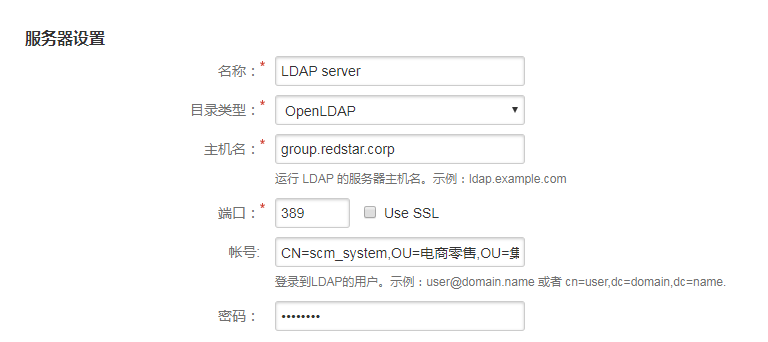 服务器设置
名称：* LDAP server
目录类型：* OpenLDAP
主机名：* group.redstar.corp
运行 LDAP 的服务器主机名。示例：ldap.example.com
端口：* 389 Use SSL
帐号: CN=scm_system,OU=电商零售,OU=集
登录到LDAP的用户。示例：user@domain.name 或者 cn=user,dc=domain,dc=name.
密码： ••••••••